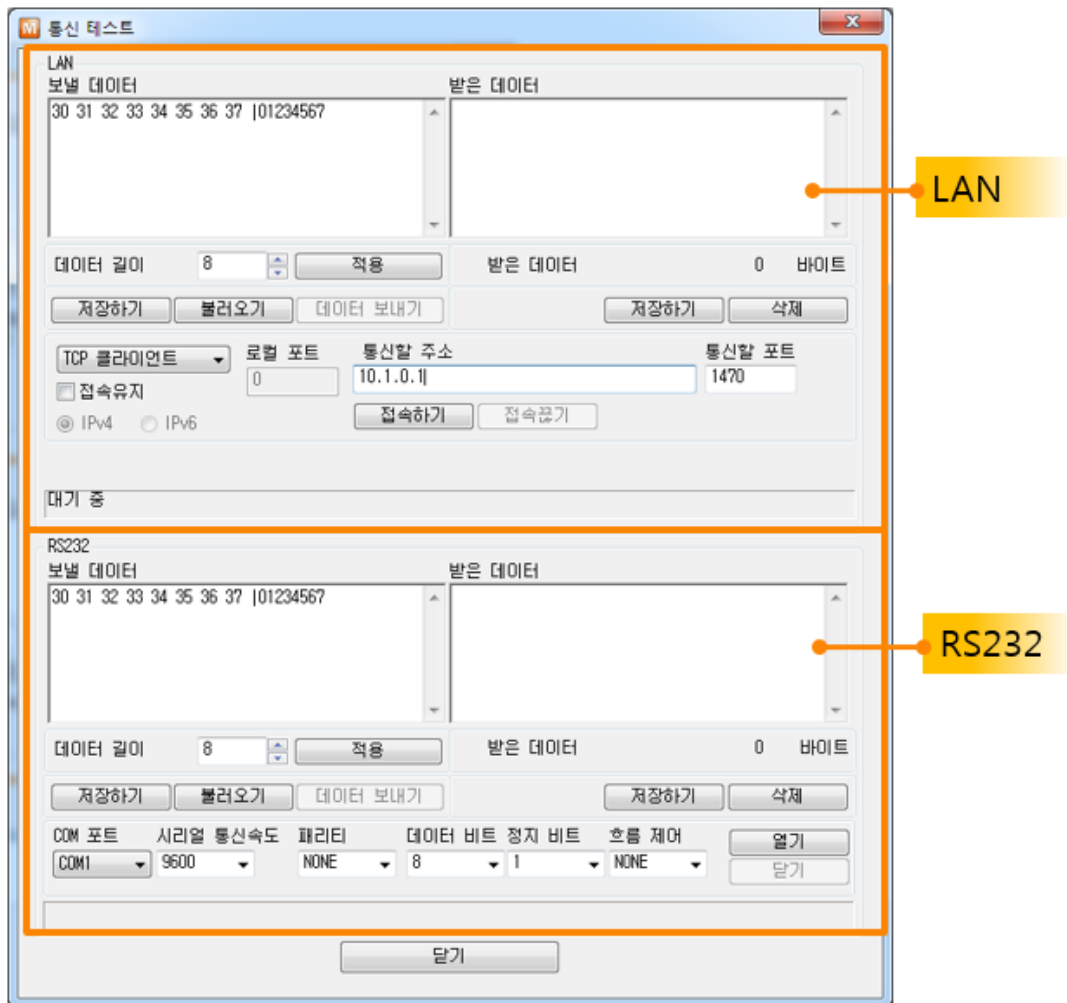 통신 테스트
LAN
보낼 데이터 받은 데이터
30 31 32 33 34 35 36 37 |01234567
LAN
데이터 길이 8 적용 받은 데이터 0 바이트
저장하기 불러오기 데이터 보내기 저장하기 삭제
TCP 클라이언트 로컬 포트 통신할 주소 통신할 포트
0 10.1.0.1 1470
접속유지
IPv4 IPv6 접속하기 접속끊기
대기 중
RS232
보낼 데이터 받은 데이터
30 31 32 33 34 35 36 37 |01234567
RS232
데이터 길이 8 적용 받은 데이터 0 바이트
저장하기 불러오기 데이터 보내기 저장하기 삭제
COM 포트 시리얼 통신속도 패리티 데이터 비트 정지 비트 흐름 제어 열기
COM1 9600 NONE 8 1 NONE 닫기
닫기